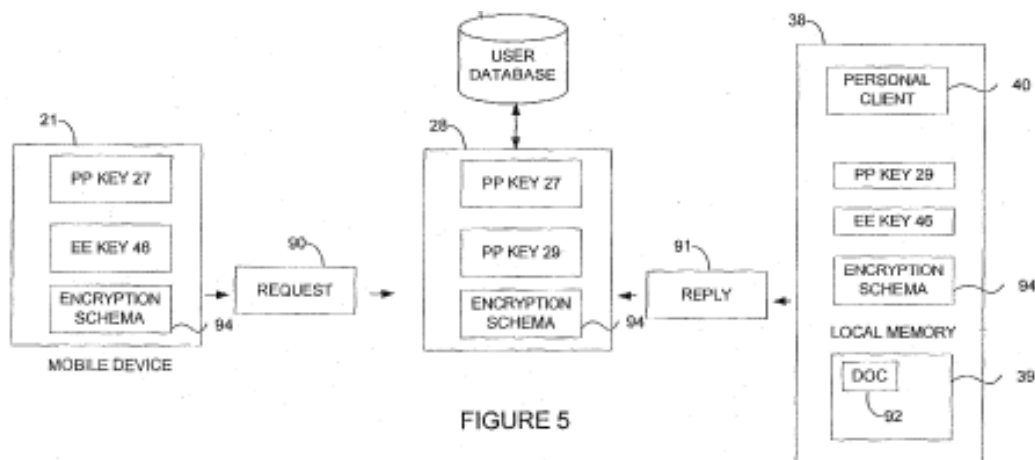 38
USER
DATABASE
PERSONAL
CLIENT
40
21
28
PP KEY 27
PP KEY 27
PP KEY 29
EE KEY 46
90
EE KEY 46
PP KEY 29
91
REQUEST
REPLY
ENCRYPTION
SCHEMA
94
ENCRYPTION
SCHEMA
94
ENCRYPTION
SCHEMA
94
MOBILE DEVICE
LOCAL MEMORY
DOC
39
92
FIGURE 5